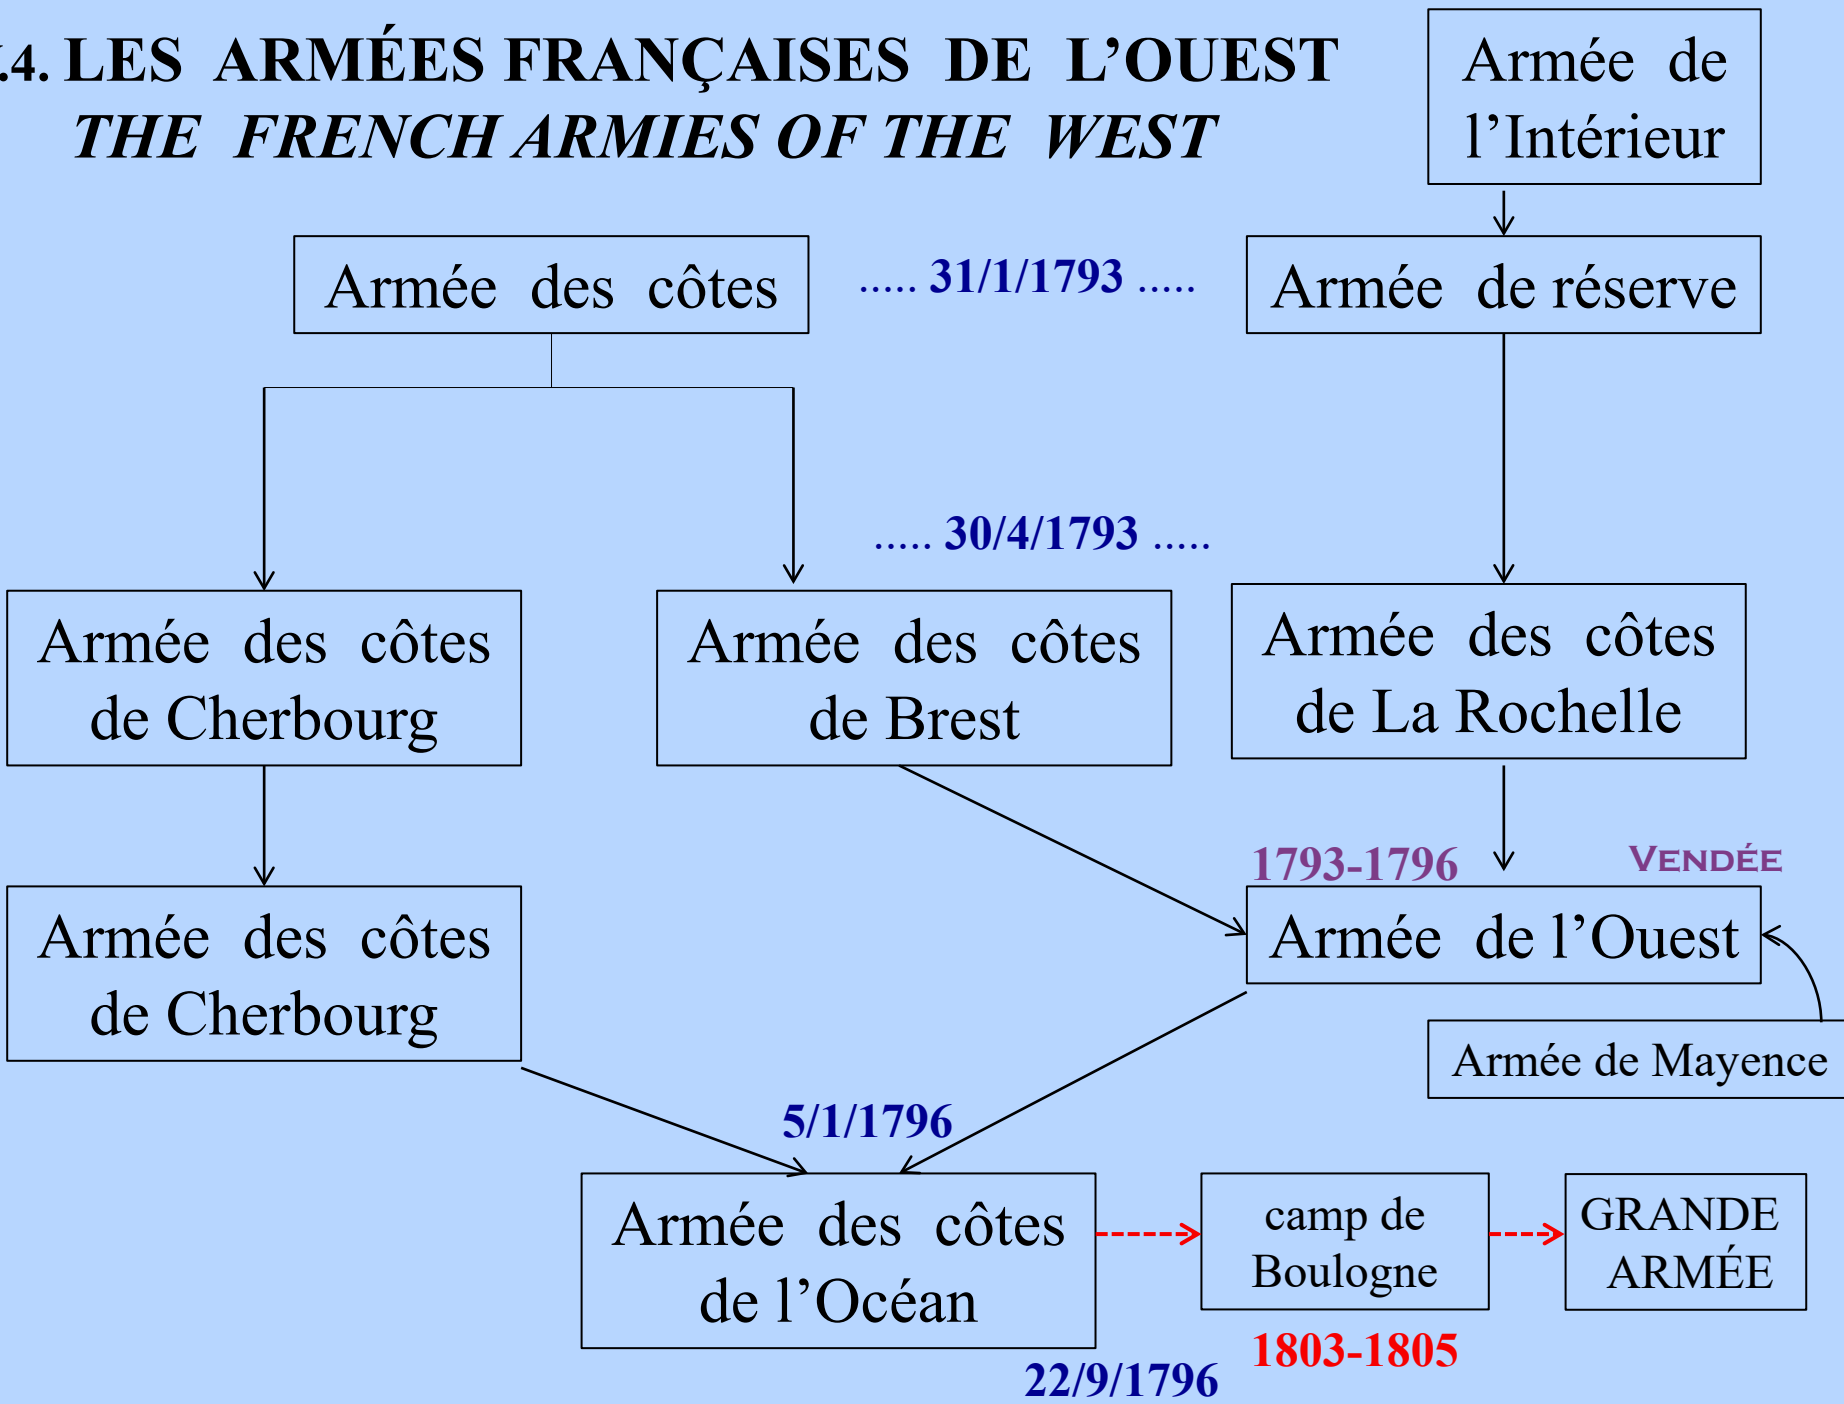 .4. LES ARMÉES FRANÇAISES DE L’OUEST
THE FRENCH ARMIES OF THE WEST
Armée de
l’Intérieur
Armée des côtes
..... 31/1/1793 .....
Armée de réserve
..... 30/4/1793 .....
Armée des côtes
de Cherbourg
Armée des côtes
de Brest
Armée des côtes
de La Rochelle
1793-1796
VENDÉE
Armée des côtes
de Cherbourg
Armée de l’Ouest
Armée de Mayence
5/1/1796
Armée des côtes
de l’Océan
camp de
Boulogne
GRANDE
ARMÉE
22/9/1796
1803-1805